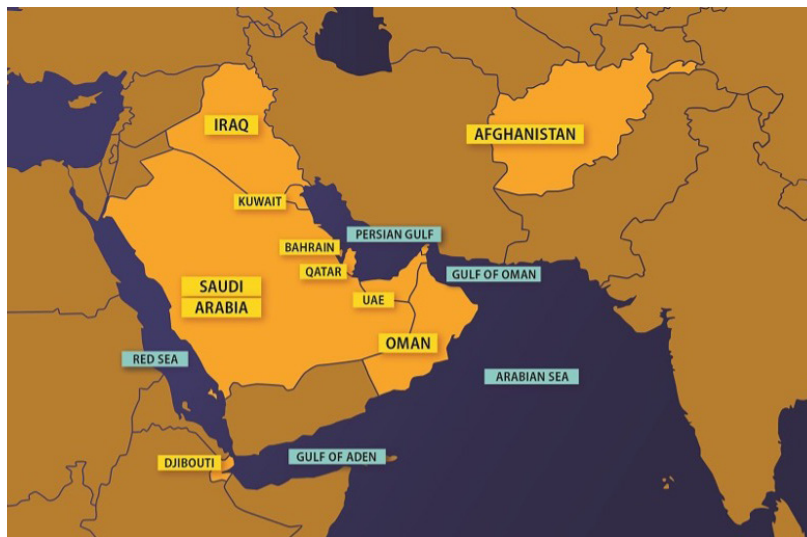 IRAQ
AFGHANISTAN
KUWAIT
PERSIAN GULF
BAHRAIN
QATAR
GULF OF OMAN
SAUDI
ARABIA
UAE
OMAN
RED SEA
ARABIAN SEA
DJIBOUTI
GULF OF ADEN